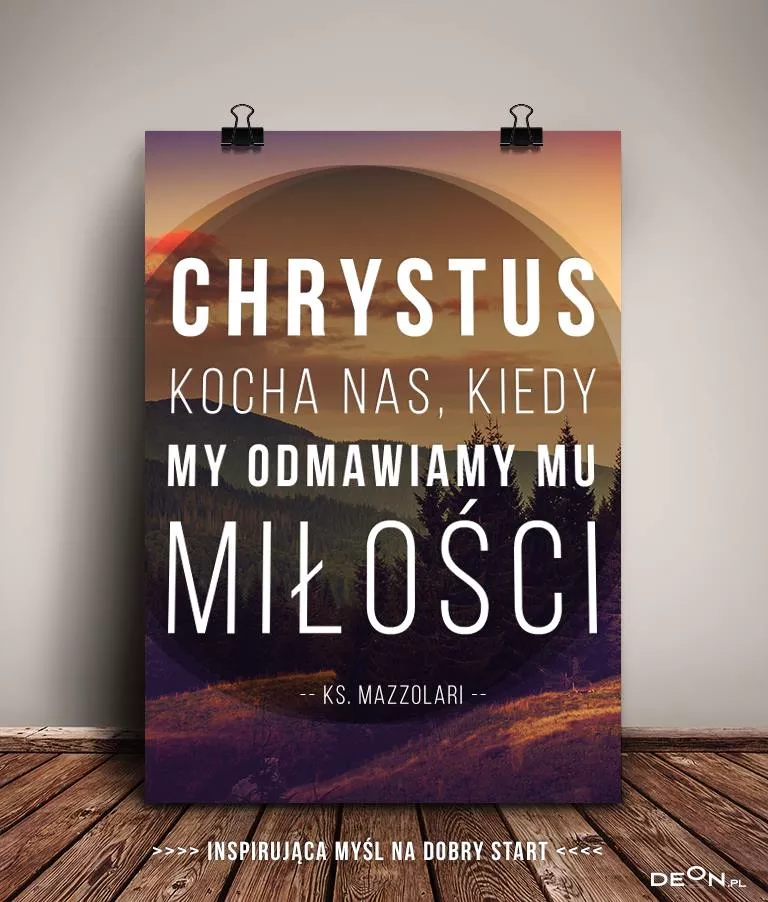 CHRYSTUS
KOCHA NAS, KIEDY
MY ODMAWIAMY MU
MIŁOŚCI
-- KS. MAZZOLARI --
>>>> INSPIRUJĄCA MYŚL NA DOBRY START <<<<
DEON.PL